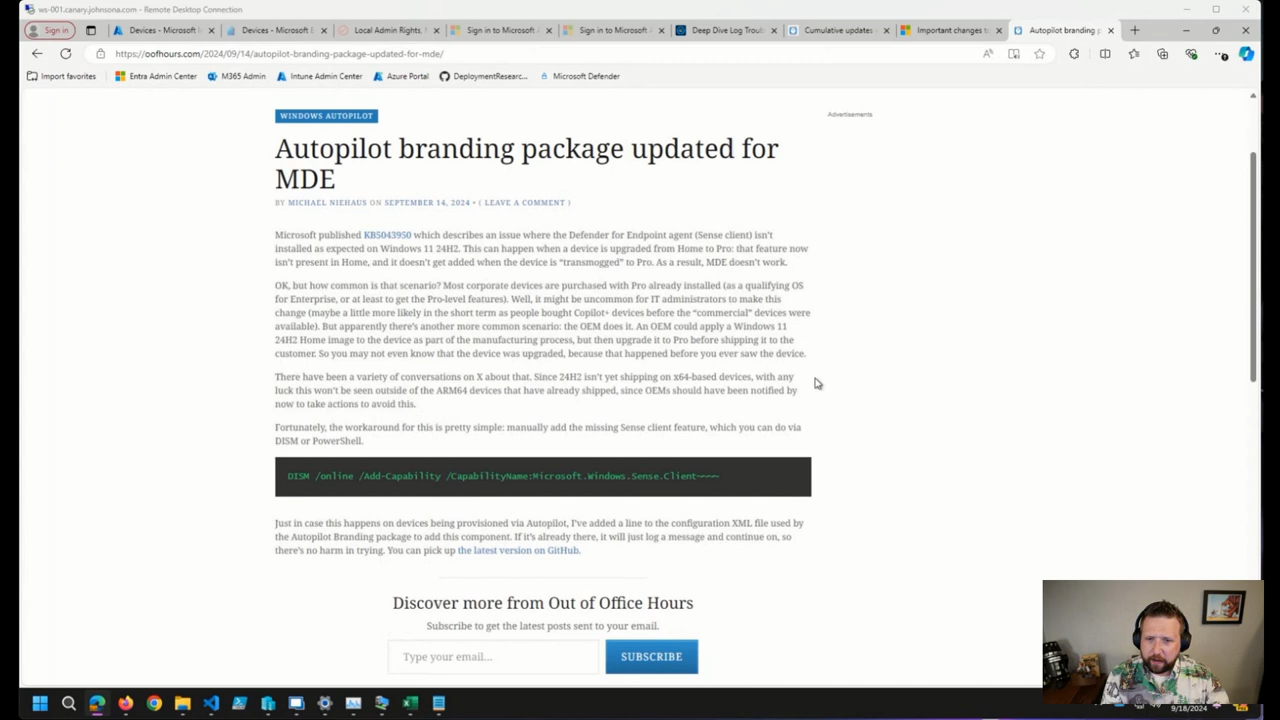 ws-001.canary.johnsona.com - Remote Desktop Connection
Sign in
Devices - Microsoft I
Devices - Microsoft E
Local Admin Rights,
Sign in to Microsoft
Sign in to Microsoft
Deep Dive Log Troub
Cumulative updates
Important changes to
Autopilot branding p
https://oofhours.com/2024/09/14/autopilot-branding-package-updated-for-mde/
Import favorites
Entra Admin Center
M365 Admin
Intune Admin Center
Azure Portal
DeploymentResearc...
Microsoft Defender
WINDOWS AUTOPILOT
Advertisements
Autopilot branding package updated for
MDE
BY MICHAEL NIEHAUS ON SEPTEMBER 14, 2024 • ( LEAVE A COMMENT )
Microsoft published KB5043950 which describes an issue where the Defender for Endpoint agent (Sense client) isn't
installed as expected on Windows 11 24H2. This can happen when a device is upgraded from Home to Pro: that feature now
isn't present in Home, and it doesn't get added when the device is “transmogged” to Pro. As a result, MDE doesn't work.
OK, but how common is that scenario? Most corporate devices are purchased with Pro already installed (as a qualifying OS
for Enterprise, or at least to get the Pro-level features). Well, it might be uncommon for IT administrators to make this
change (maybe a little more likely in the short term as people bought Copilot+ devices before the “commercial” devices were
available). But apparently there's another more common scenario: the OEM does it. An OEM could apply a Windows 11
24H2 Home image to the device as part of the manufacturing process, but then upgrade it to Pro before shipping it to the
customer. So you may not even know that the device was upgraded, because that happened before you ever saw the device.
There have been a variety of conversations on X about that. Since 24H2 isn't yet shipping on x64-based devices, with any
luck this won't be seen outside of the ARM64 devices that have already shipped, since OEMs should have been notified by
now to take actions to avoid this.
Fortunately, the workaround for this is pretty simple: manually add the missing Sense client feature, which you can do via
DISM or PowerShell.
DISM /online /Add-Capability /CapabilityName:Microsoft.Windows.Sense.Client~~~~
Just in case this happens on devices being provisioned via Autopilot, I've added a line to the configuration XML file used by
the Autopilot Branding package to add this component. If it's already there, it will just log a message and continue on, so
there's no harm in trying. You can pick up the latest version on GitHub.
Discover more from Out of Office Hours
Subscribe to get the latest posts sent to your email.
Type your email...
SUBSCRIBE
9/18/2024